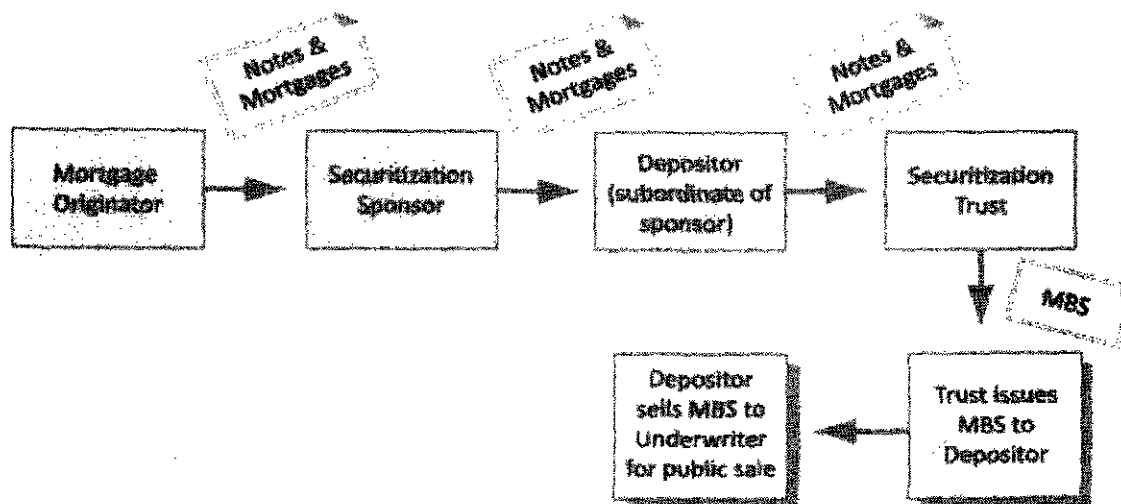 Notes &
Mortgages
Notes &
Mortgages
Notes &
Mortgages
Mortgage
Originator
Securitization
Sponsor
Depositor
(subordinate of
sponsor)
Securitization
Trust
MBS
Depositor
sells MBS to
Underwriter
for public sale
Trust issues
MBS to
Depositor